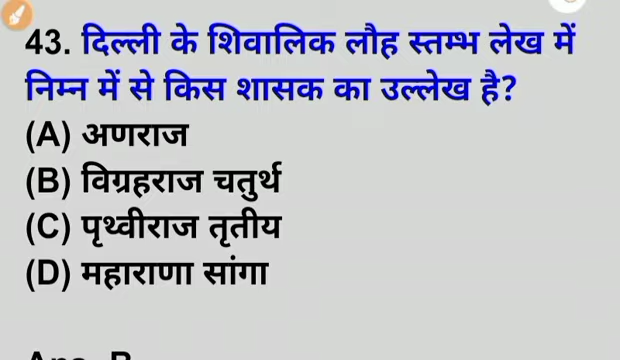 43. दिल्ली के शिवालिक लौह स्तम्भ लेख में
निम्न में से किस शासक का उल्लेख है?
(A) अणराज
(B) विग्रहराज चतुर्थ
(C) पृथ्वीराज तृतीय
(D) महाराणा सांगा